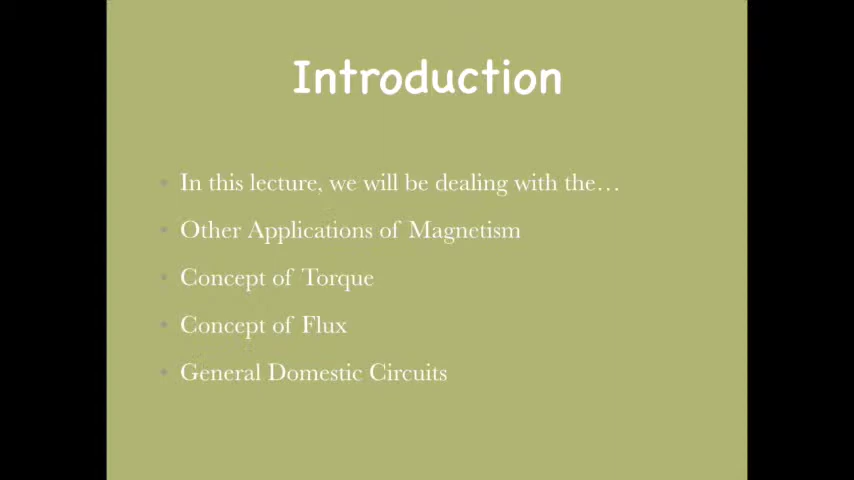 Introduction
• In this lecture, we will be dealing with the…
• Other Applications of Magnetism
• Concept of Torque
• Concept of Flux
• General Domestic Circuits